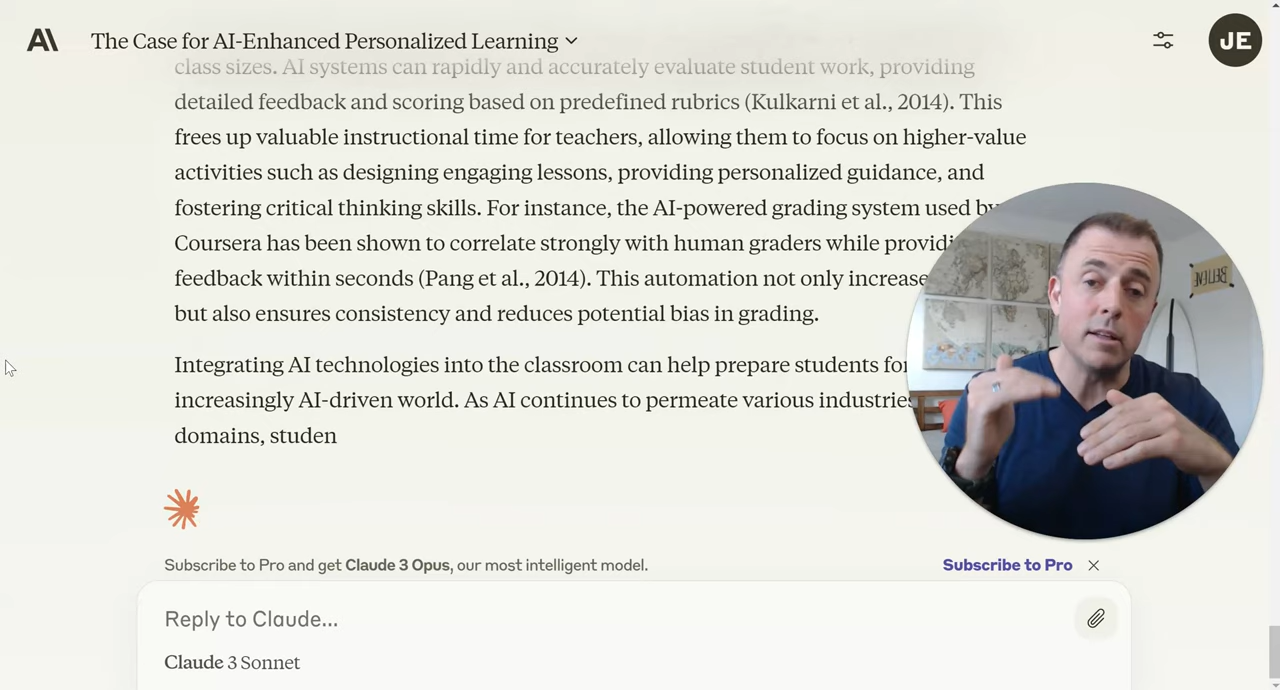 The Case for AI-Enhanced Personalized Learning
JE
class sizes. AI systems can rapidly and accurately evaluate student work, providing
detailed feedback and scoring based on predefined rubrics (Kulkarni et al., 2014). This
frees up valuable instructional time for teachers, allowing them to focus on higher-value
activities such as designing engaging lessons, providing personalized guidance, and
fostering critical thinking skills. For instance, the AI-powered grading system used by
Coursera has been shown to correlate strongly with human graders while
feedback within seconds (Pang et al., 2014). This automation not only
but also ensures consistency and reduces potential bias in grading.
BELIEVE
Integrating AI technologies into the classroom can help prepare students for
increasingly AI-driven world. As AI continues to permeate various
domains, studen
Subscribe to Pro and get Claude 3 Opus, our most intelligent model.
Subscribe to Pro
Reply to Claude...
Claude 3 Sonnet